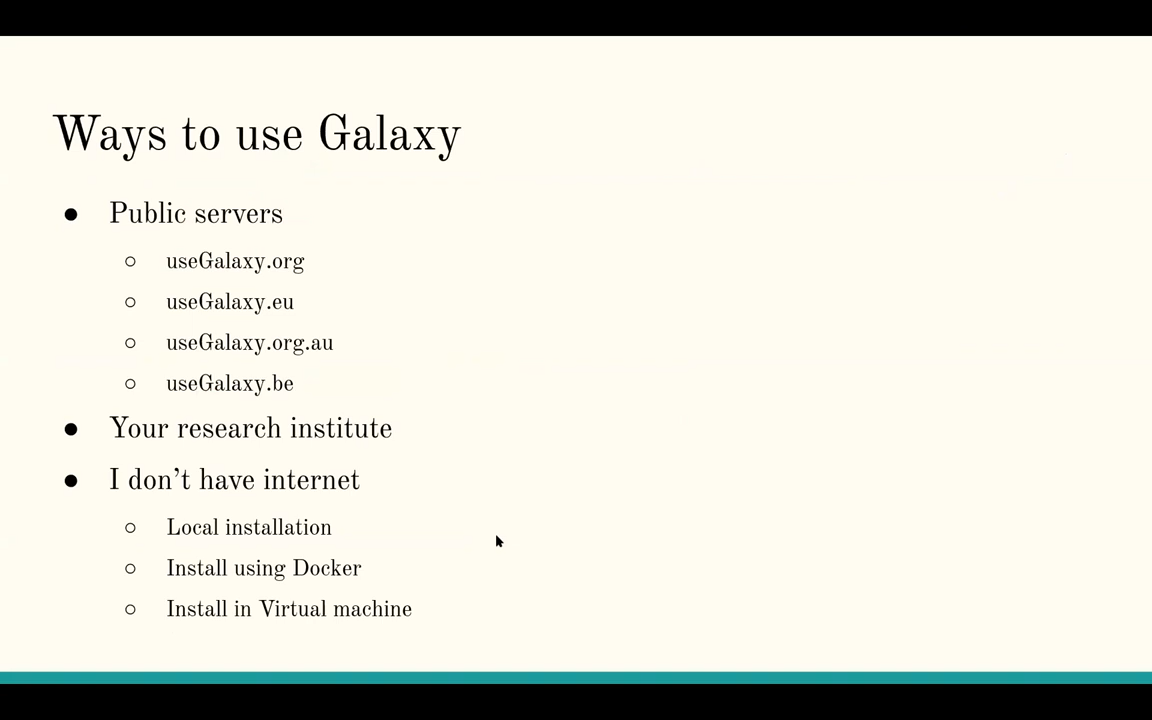 Ways to use Galaxy
● Public servers
○ useGalaxy.org
○ useGalaxy.eu
○ useGalaxy.org.au
○ useGalaxy.be
● Your research institute
● I don’t have internet
○ Local installation
○ Install using Docker
○ Install in Virtual machine